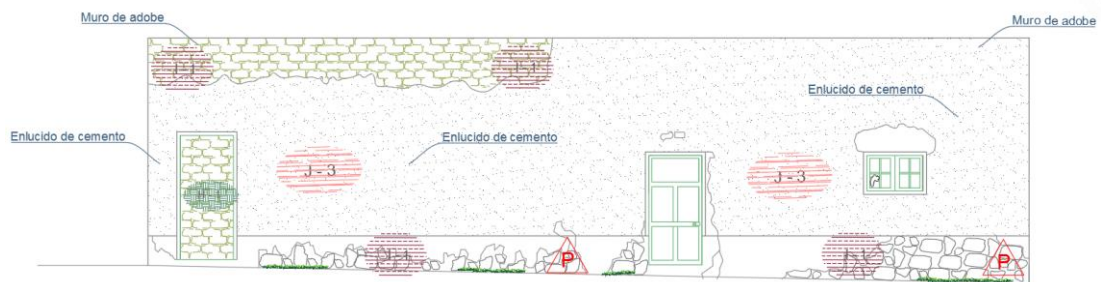 Muro de adobe
Muro de adobe
Enlucido de cemento
Enlucido de cemento
Enlucido de cemento
J - 3
J - 3
P
P